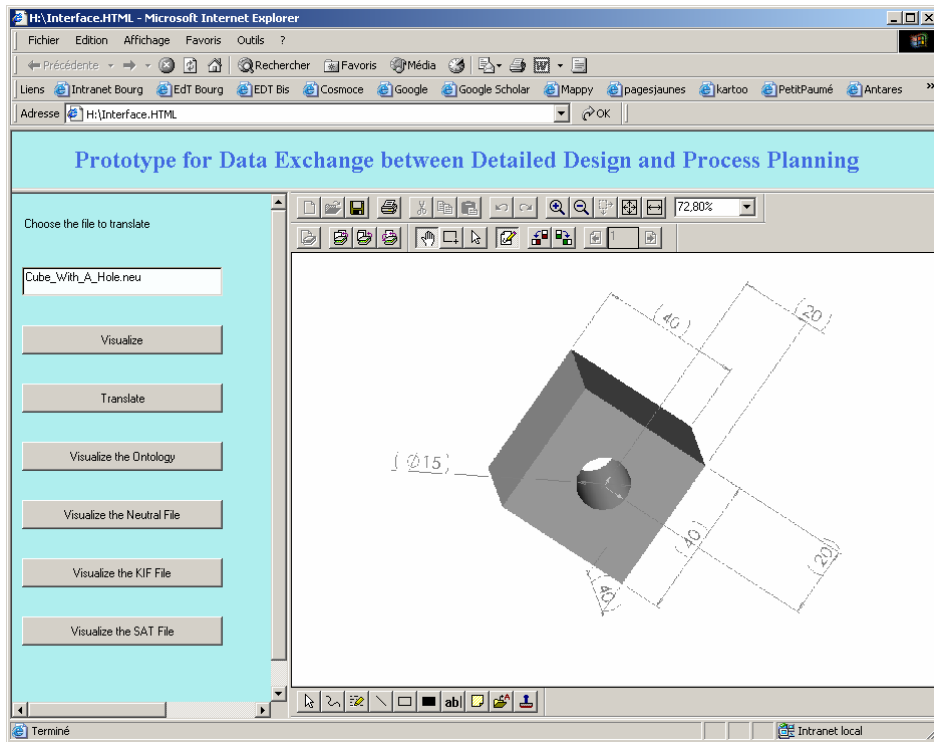 H:\Interface.HTML - Microsoft Internet Explorer
Fichier Edition Affichage Favoris Outils ?
Précédente Rechercher Favoris Média
Liens Intranet Bourg EdT Bourg EDT Bis Cosmoce Google Google Scholar Mappy pagesjaunes kartoo PetitPaumé Antares »
Adresse H:\Interface.HTML OK
Prototype for Data Exchange between Detailed Design and Process Planning
Choose the file to translate
Cube_With_A_Hole.neu
Visualize
Translate
Visualize the Ontology
Visualize the Neutral File
Visualize the KIF File
Visualize the SAT File
72,80%
1
(40)
(20)
(Ø15)
(40)
(20)
(40)
ab|
Terminé
Intranet local